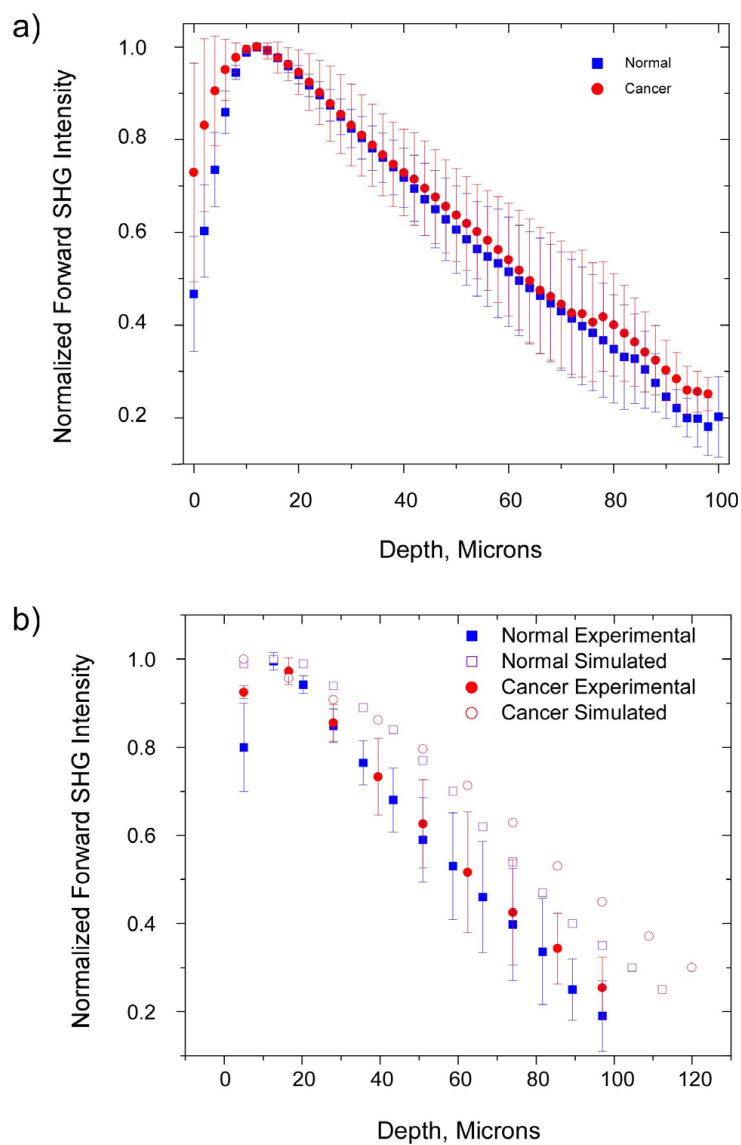 a)
Normalized Forward SHG Intensity
1.0
0.8
0.6
0.4
0.2
Normal
Cancer
0 20 40 60 80 100
Depth, Microns
b)
Normalized Forward SHG Intensity
1.0
0.8
0.6
0.4
0.2
Normal Experimental
Normal Simulated
Cancer Experimental
Cancer Simulated
0 20 40 60 80 100 120
Depth, Microns